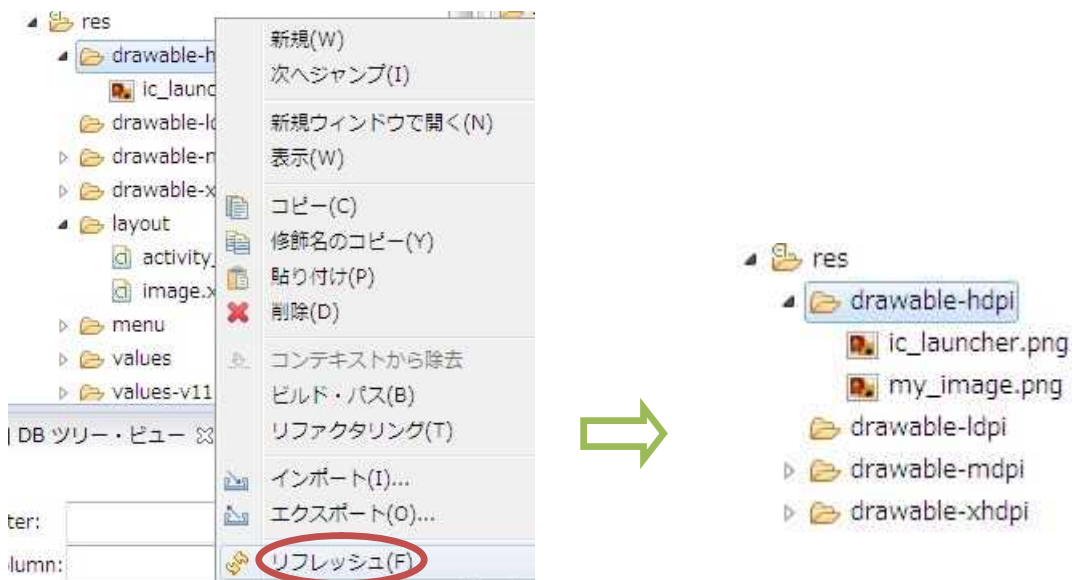 res
drawable-h
ic_launc
drawable-ld
drawable-m
drawable-x
layout
activity_
image.x
menu
values
values-v11
DB ツリー・ビュー
ter:
lumn:
新規(W)
次へジャンプ(I)
新規ウィンドウで開く(N)
表示(W)
コピー(C)
修飾名のコピー(Y)
貼り付け(P)
削除(D)
コンテキストから除去
ビルド・パス(B)
リファクタリング(T)
インポート(I)...
エクスポート(O)...
リフレッシュ(F)
res
drawable-hdpi
ic_launcher.png
my_image.png
drawable-ldpi
drawable-mdpi
drawable-xhdpi